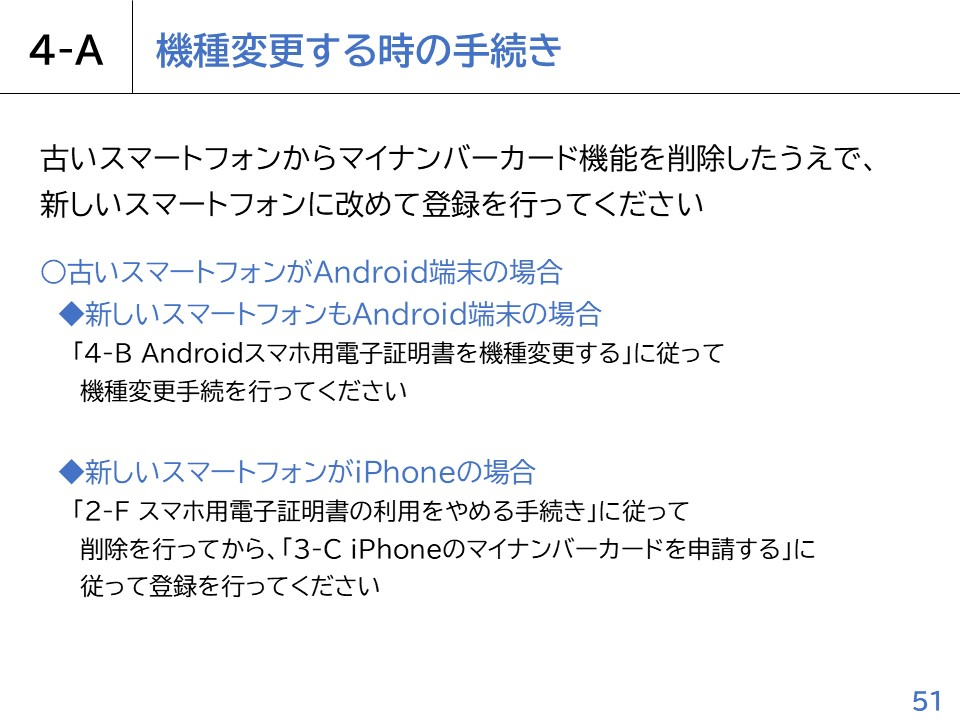 4-A
機種変更する時の手続き
古いスマートフォンからマイナンバーカード機能を削除したうえで、
新しいスマートフォンに改めて登録を行ってください
〇古いスマートフォンがAndroid端末の場合
◆新しいスマートフォンもAndroid端末の場合
「4-B Androidスマホ用電子証明書を機種変更する」に従って
機種変更手続を行ってください
◆新しいスマートフォンがiPhoneの場合
「2-F スマホ用電子証明書の利用をやめる手続き」に従って
削除を行ってから、「3-C iPhoneのマイナンバーカードを申請する」に
従って登録を行ってください
51